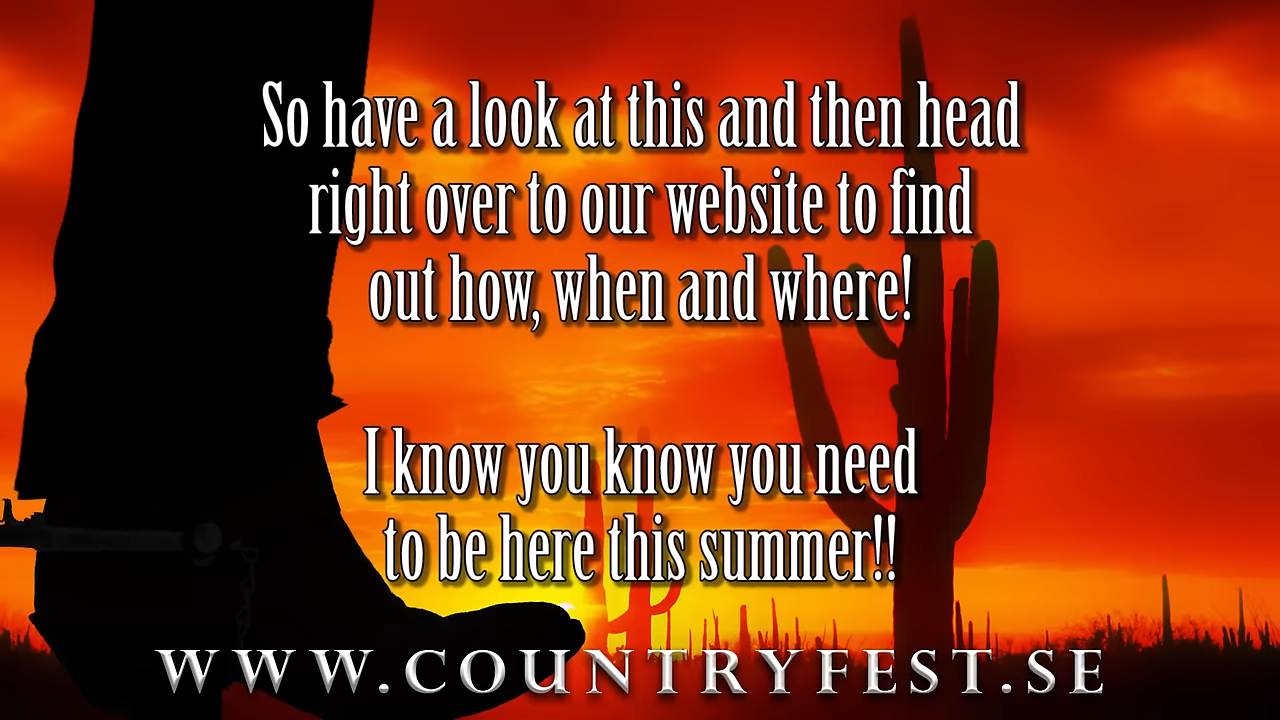 So have a look at this and then head
right over to our website to find
out how, when and where!
I know you know you need
to be here this summer!!
WWW.COUNTRYFEST.SE